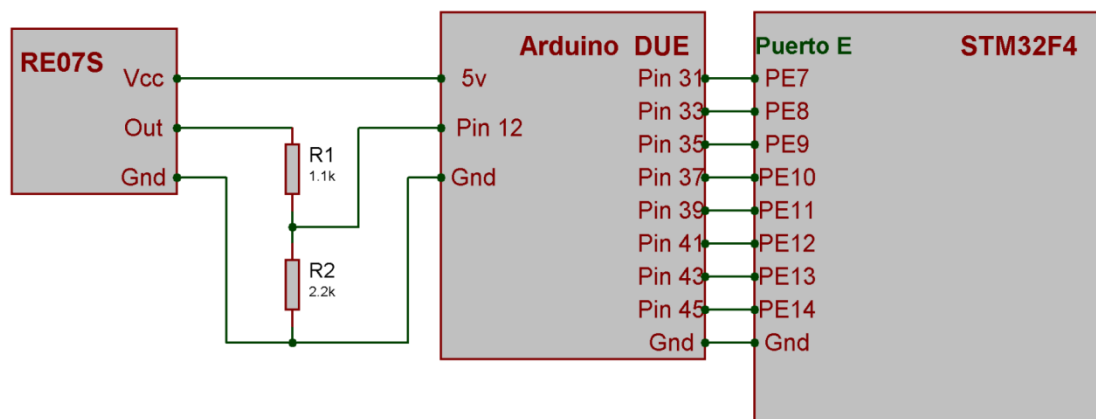 RE07S
Vcc
Out
Gnd
R1
1.1k
R2
2.2k
Arduino DUE
5v
Pin 12
Gnd
Pin 31
Pin 33
Pin 35
Pin 37
Pin 39
Pin 41
Pin 43
Pin 45
Gnd
Puerto E
STM32F4
PE7
PE8
PE9
PE10
PE11
PE12
PE13
PE14
Gnd